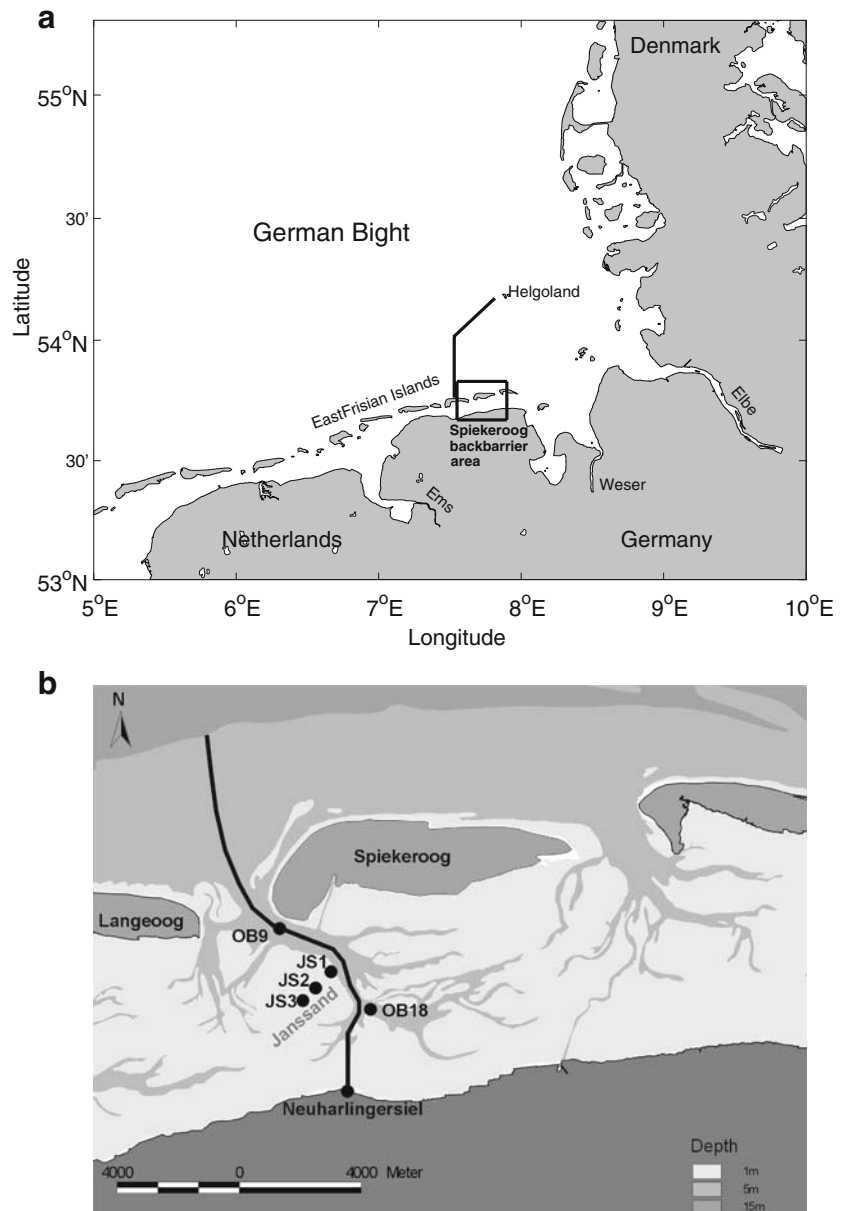 a
Denmark
55°N
30'
German Bight
Helgoland
Latitude
54°N
EastFrisian Islands
Elbe
Spiekeroog
backbarrier
area
30'
Weser
Ems
Netherlands
Germany
53°N
5°E
6°E
7°E
8°E
9°E
10°E
Longitude
b
N
Spiekeroog
Langeoog
OB9
JS1
JS2
JS3
Janssand
OB18
Neuharlingersiel
Depth
4000 0 4000 Meter
1m
5m
15m